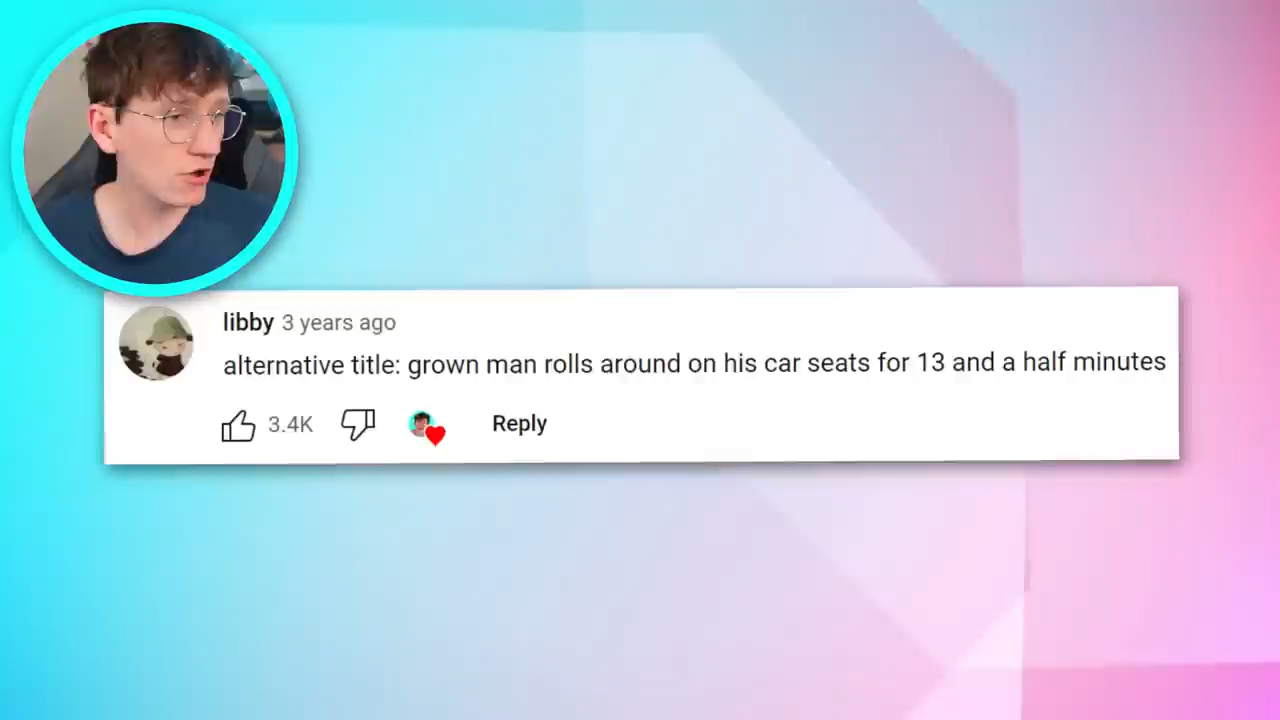 libby 3 years ago
alternative title: grown man rolls around on his car seats for 13 and a half minutes
3.4K Reply